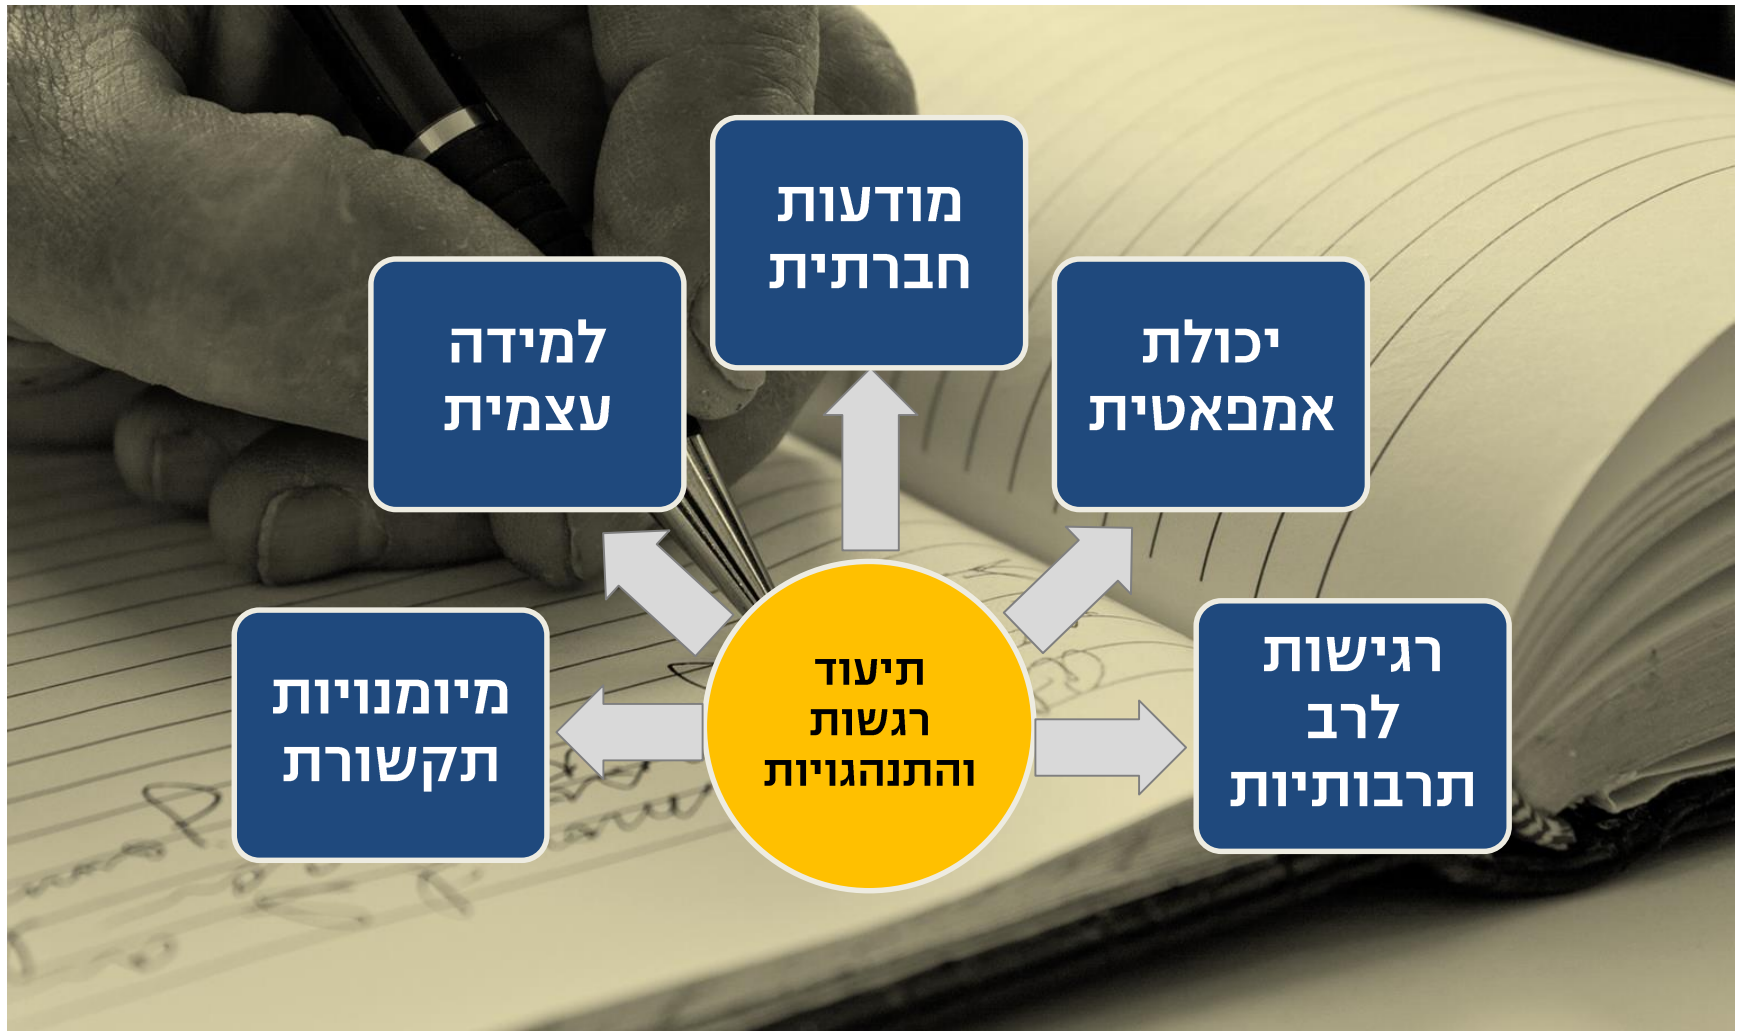 מודעות
חברתית
יכולת
אמפאטית
למידה
עצמית
רגישות
לרב
תרבותיות
מיומנויות
תקשורת
תיעוד
רגשות
והתנהגויות